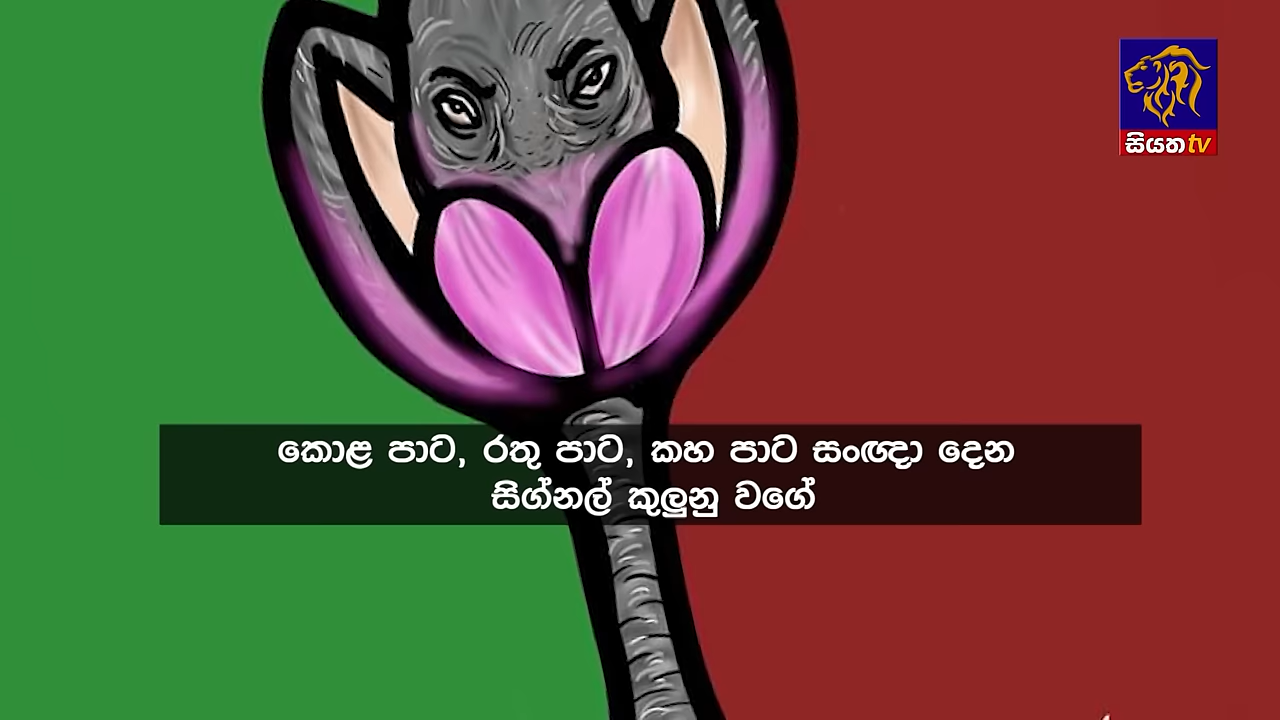 සියත tv
කොළ පාට, රතු පාට, කහ පාට සංඥා දෙන
සිග්නල් කුලුනු වගේ